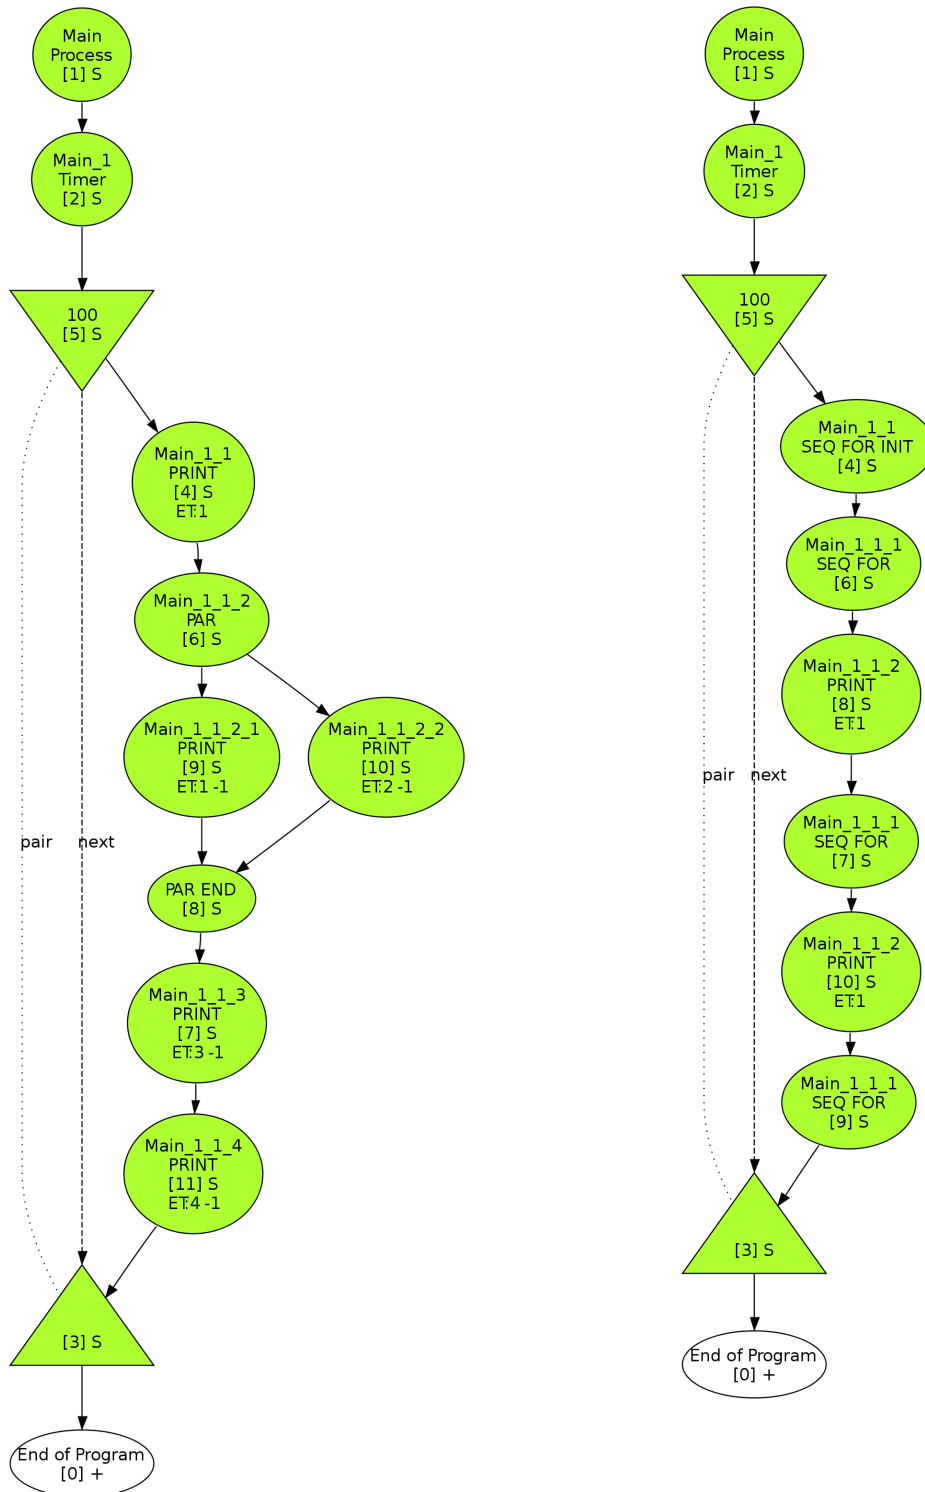 Main
Process
[1] S
Main_1
Timer
[2] S
100
[5] S
Main_1_1
PRINT
[4] S
ET:1
Main_1_1_2
PAR
[6] S
Main_1_1_2_1
PRINT
[9] S
ET:1 -1
Main_1_1_2_2
PRINT
[10] S
ET:2 -1
pair
next
PAR END
[8] S
Main_1_1_3
PRINT
[7] S
ET:3 -1
Main_1_1_4
PRINT
[11] S
ET:4 -1
[3] S
End of Program
[0] +
Main
Process
[1] S
Main_1
Timer
[2] S
100
[5] S
Main_1_1
SEQ FOR INIT
[4] S
Main_1_1_1
SEQ FOR
[6] S
Main_1_1_2
PRINT
[8] S
ET:1
pair
next
Main_1_1_1
SEQ FOR
[7] S
Main_1_1_2
PRINT
[10] S
ET:1
Main_1_1_1
SEQ FOR
[9] S
[3] S
End of Program
[0] +